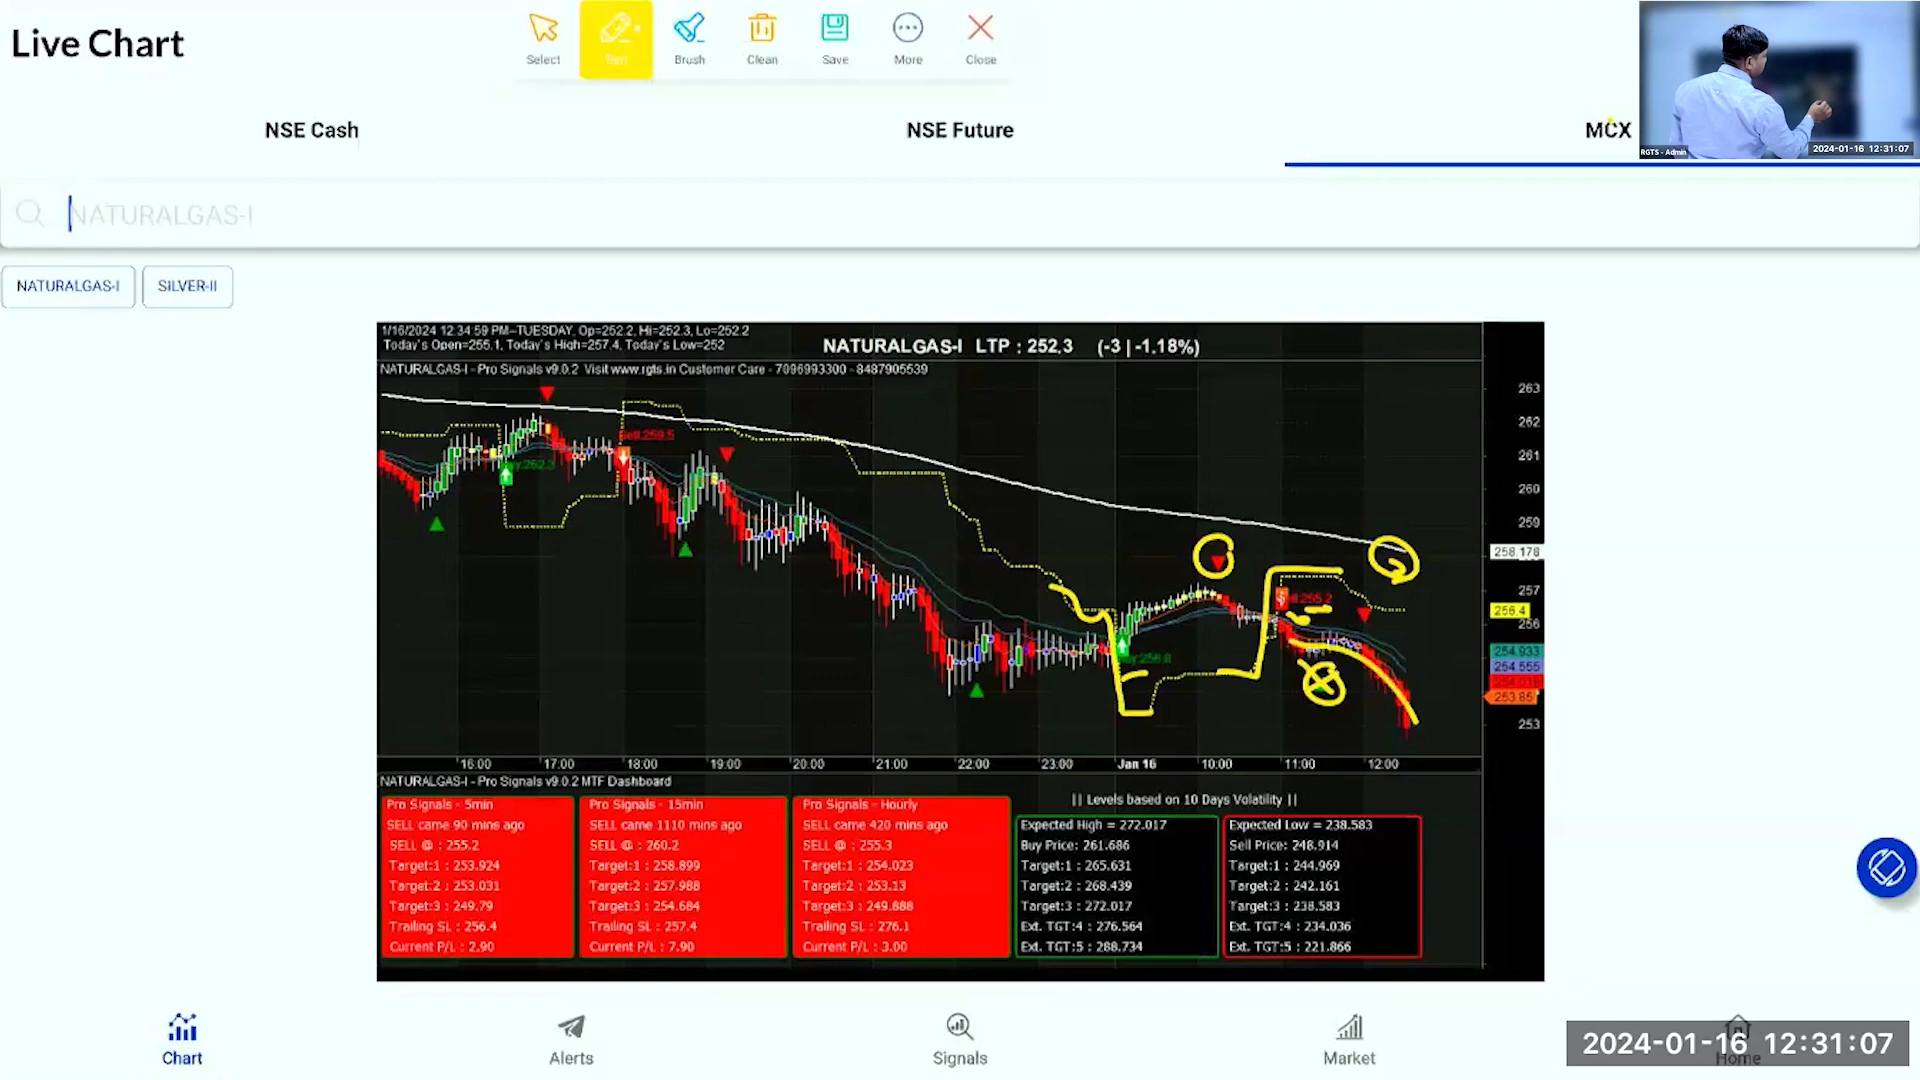 Live Chart
Select
Pen
Brush
Clean
Save
More
Close
RGTS - Admin
2024-01-16 12:31:07
NSE Cash
NSE Future
MCX
NATURALGAS-I
NATURALGAS-I
SILVER-II
1/16/2024 12:34:59 PM--TUESDAY, Op=252.2, Hi=252.3, Lo=252.2
Today's Open=255.1, Today's High=257.4, Today's Low=252
NATURALGAS-I LTP : 252.3 (-3 | -1.18%)
NATURALGAS-I - Pro Signals v9.0.2 Visit www.rgts.in Customer Care - 7096993300 - 8487905539
263
262
261
260
259
258.178
257
256.4
256
254.933
254.555
253.85
253
Sell:259.5
16:00
17:00
18:00
19:00
20:00
21:00
22:00
23:00
Jan 16
10:00
11:00
12:00
NATURALGAS-I - Pro Signals v9.0.2 MTF Dashboard
Pro Signals - 5min
SELL came 90 mins ago
SELL @ : 255.2
Target:1 : 253.924
Target:2 : 253.031
Target:3 : 249.79
Trailing SL : 256.4
Current P/L : 2.90
Pro Signals - 15min
SELL came 1110 mins ago
SELL @ : 260.2
Target:1 : 258.899
Target:2 : 257.988
Target:3 : 254.684
Trailing SL : 257.4
Current P/L : 7.90
Pro Signals - Hourly
SELL came 420 mins ago
SELL @ : 255.3
Target:1 : 254.023
Target:2 : 253.13
Target:3 : 249.888
Trailing SL : 276.1
Current P/L : 3.00
|| Levels based on 10 Days Volatility ||
Expected High = 272.017
Buy Price: 261.686
Target:1 : 265.631
Target:2 : 268.439
Target:3 : 272.017
Ext. TGT:4 : 276.564
Ext. TGT:5 : 288.734
Expected Low = 238.583
Sell Price: 248.914
Target:1 : 244.969
Target:2 : 242.161
Target:3 : 238.583
Ext. TGT:4 : 234.036
Ext. TGT:5 : 221.866
Chart
Alerts
Signals
Market
Home
2024-01-16 12:31:07